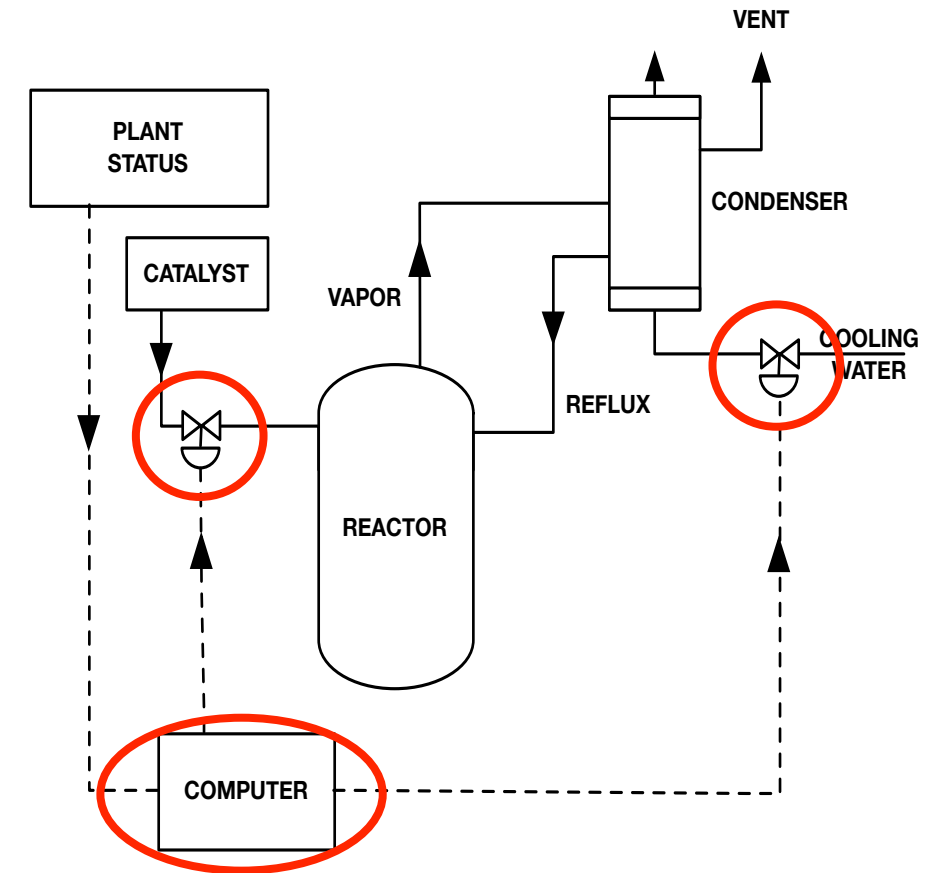 VENT
PLANT
STATUS
CONDENSER
CATALYST
VAPOR
COOLING
WATER
REFLUX
REACTOR
COMPUTER